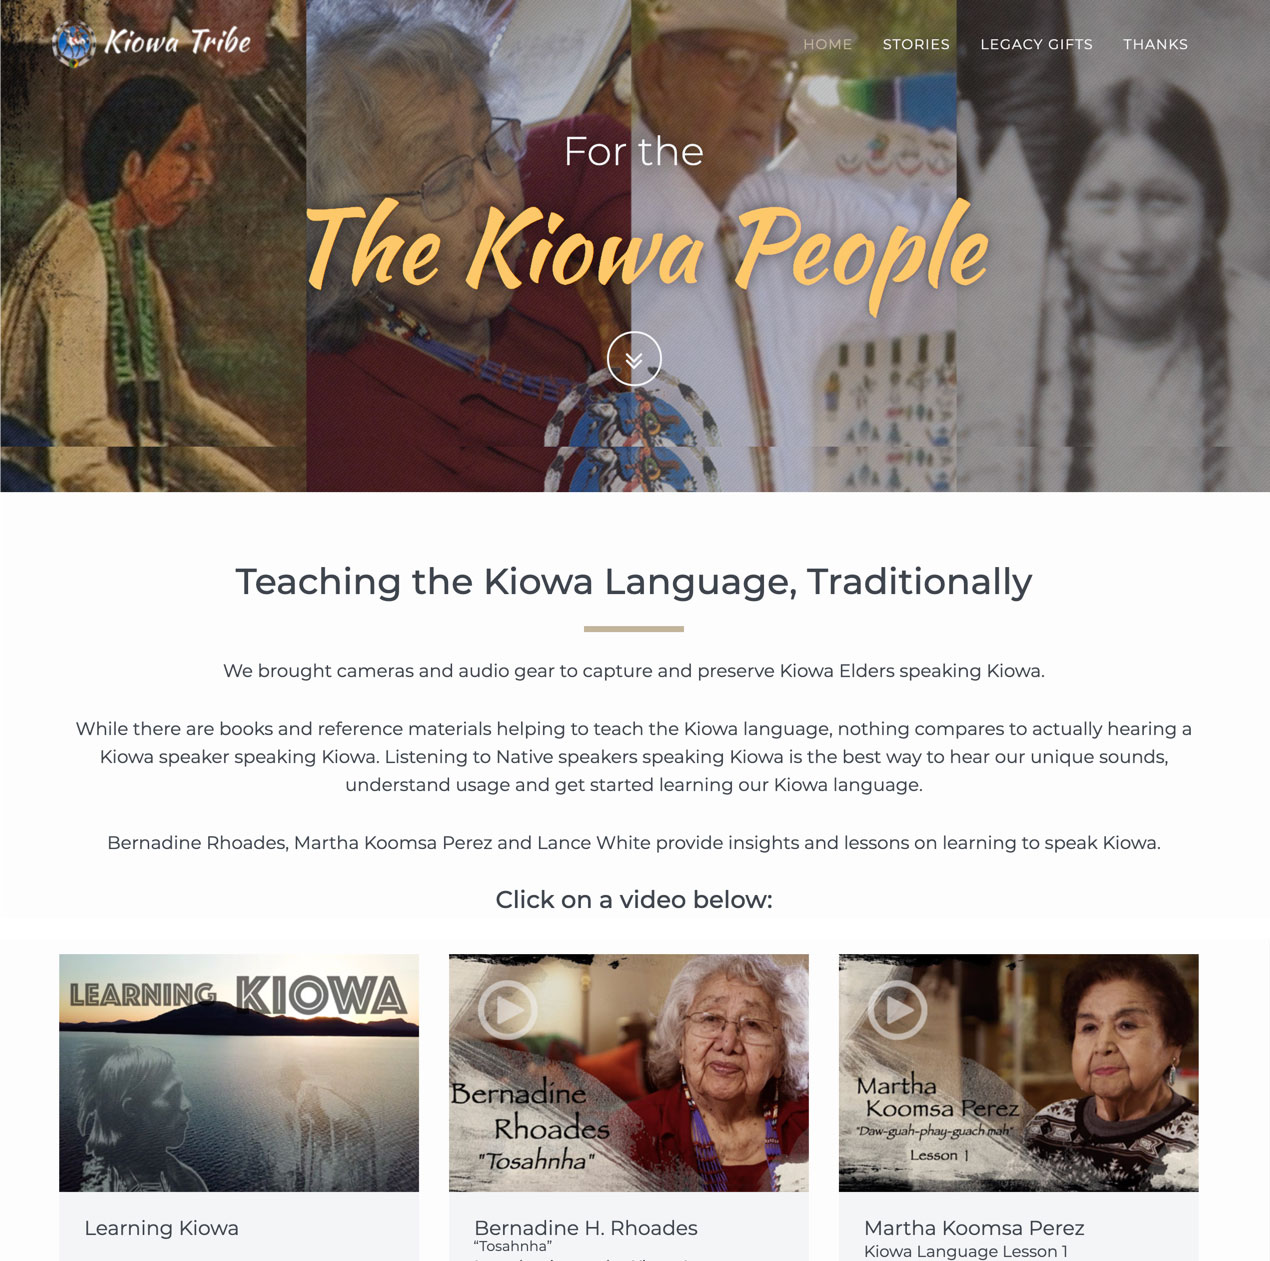 Kiowa Tribe
HOME STORIES LEGACY GIFTS THANKS
For the
The Kiowa People
Teaching the Kiowa Language, Traditionally
We brought cameras and audio gear to capture and preserve Kiowa Elders speaking Kiowa.
While there are books and reference materials helping to teach the Kiowa language, nothing compares to actually hearing a
Kiowa speaker speaking Kiowa. Listening to Native speakers speaking Kiowa is the best way to hear our unique sounds,
understand usage and get started learning our Kiowa language.
Bernadine Rhoades, Martha Koomsa Perez and Lance White provide insights and lessons on learning to speak Kiowa.
Click on a video below:
LEARNING KIOWA
Bernadine
Rhoades
"Tosahnha"
Martha
Koomsa Perez
"Daw-guah-phay-guach mah"
Lesson 1
Learning Kiowa
Bernadine H. Rhoades
“Tosahnha”
Martha Koomsa Perez
Kiowa Language Lesson 1